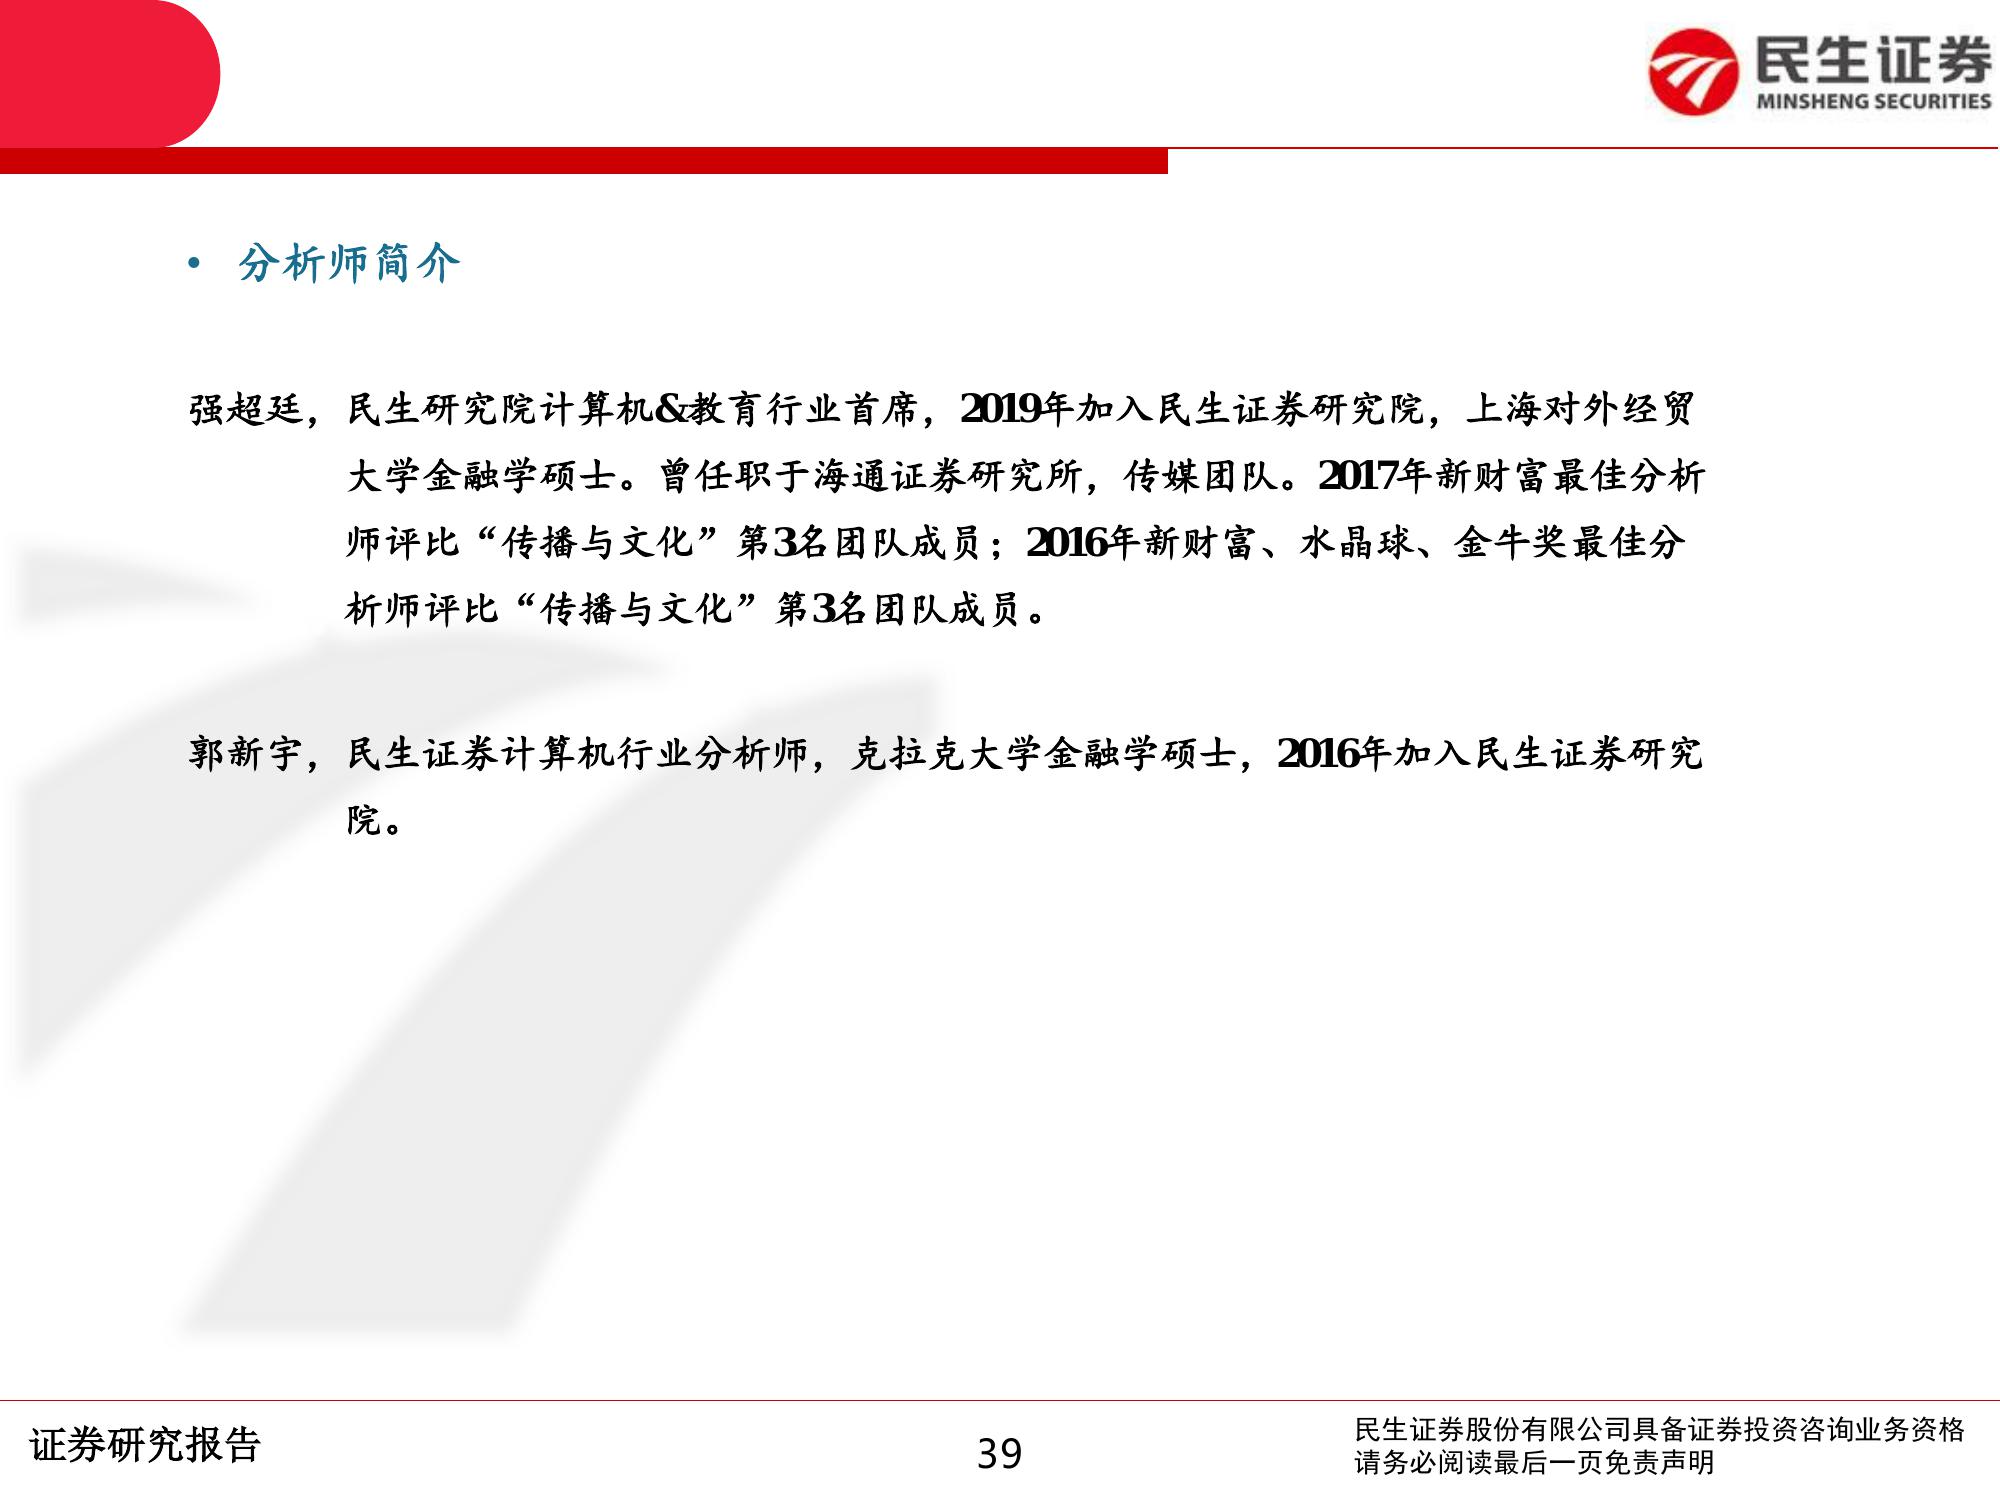 民生证券
MINSHENG SECURITIES
• 分析师简介
强超廷，民生研究院计算机&教育行业首席，2019年加入民生证券研究院，上海对外经贸
大学金融学硕士。曾任职于海通证券研究所，传媒团队。2017年新财富最佳分析
师评比“传播与文化”第3名团队成员；2016年新财富、水晶球、金牛奖最佳分
析师评比“传播与文化”第3名团队成员。
郭新宇，民生证券计算机行业分析师，克拉克大学金融学硕士，2016年加入民生证券研究
院。
证券研究报告
39
民生证券股份有限公司具备证券投资咨询业务资格
请务必阅读最后一页免责声明